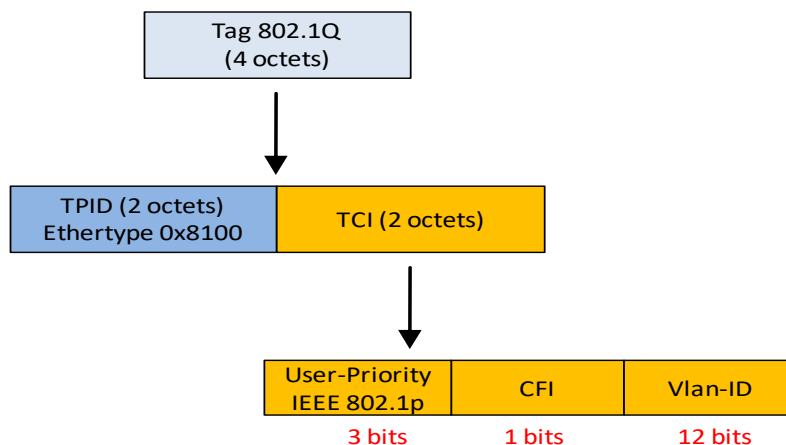 Tag 802.1Q
(4 octets)
TPID (2 octets)
Ethertype 0x8100
TCI (2 octets)
User-Priority
IEEE 802.1p
CFI
Vlan-ID
3 bits
1 bits
12 bits